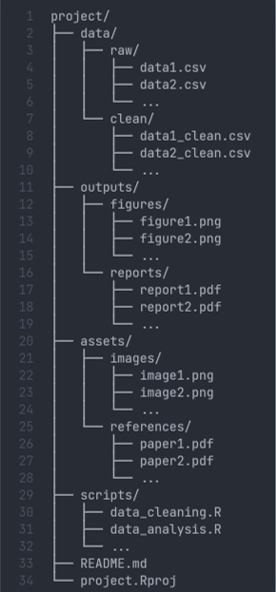 1 project/
2 ├── data/
3 │   ├── raw/
4 │   │   ├── data1.csv
5 │   │   ├── data2.csv
6 │   │   └── ...
7 │   └── clean/
8 │       ├── data1_clean.csv
9 │       ├── data2_clean.csv
10 │       └── ...
11 ├── outputs/
12 │   ├── figures/
13 │   │   ├── figure1.png
14 │   │   ├── figure2.png
15 │   │   └── ...
16 │   └── reports/
17 │       ├── report1.pdf
18 │       ├── report2.pdf
19 │       └── ...
20 ├── assets/
21 │   ├── images/
22 │   │   ├── image1.png
23 │   │   ├── image2.png
24 │   │   └── ...
25 │   └── references/
26 │       ├── paper1.pdf
27 │       ├── paper2.pdf
28 │       └── ...
29 ├── scripts/
30 │   ├── data_cleaning.R
31 │   ├── data_analysis.R
32 │   └── ...
33 ├── README.md
34 └── project.Rproj